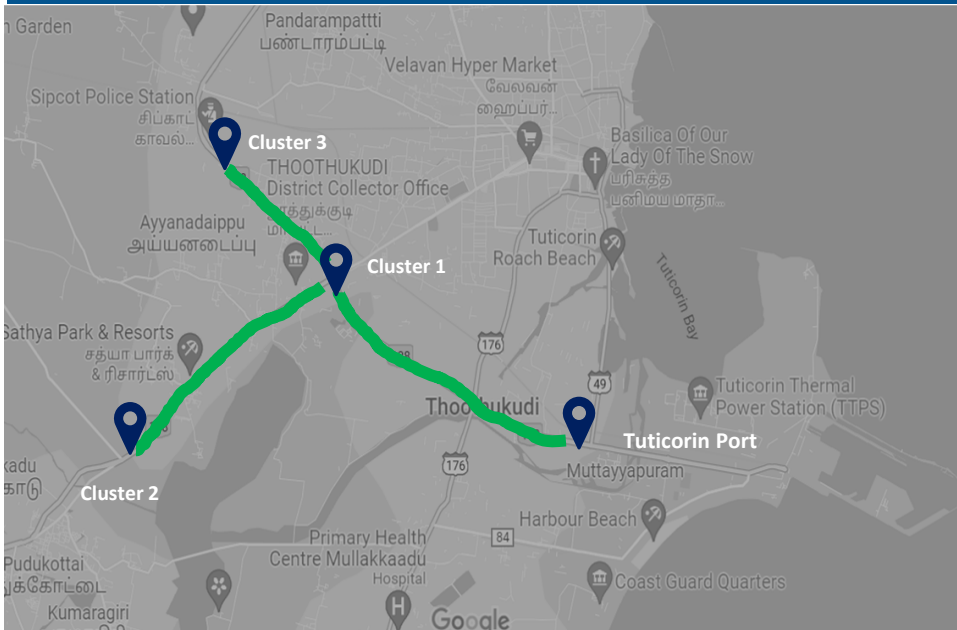 Garden
Pandarampattti
பண்டாரம்பட்டி
Velavan Hyper Market
வேலவன்
ஹைப்பர்...
Sipcot Police Station
சிப்காட்
காவல்...
Cluster 3
Basilica Of Our
Lady Of The Snow
பரிசுத்த
பனிமய மாதா...
THOOTHUKUDI
District Collector Office
Ayyanadaippu
அய்யனடைப்பு
Cluster 1
Tuticorin
Roach Beach
Tuticorin Bay
Sathya Park & Resorts
சத்யா பார்க்
& ரிசார்ட்ஸ்
176
49
Thoothukudi
Tuticorin Thermal
Power Station (TTPS)
Tuticorin Port
Muttayyapuram
176
Cluster 2
Harbour Beach
84
Primary Health
Centre Mullakkaadu
Hospital
Pudukottai
Coast Guard Quarters
Kumaragiri
Google